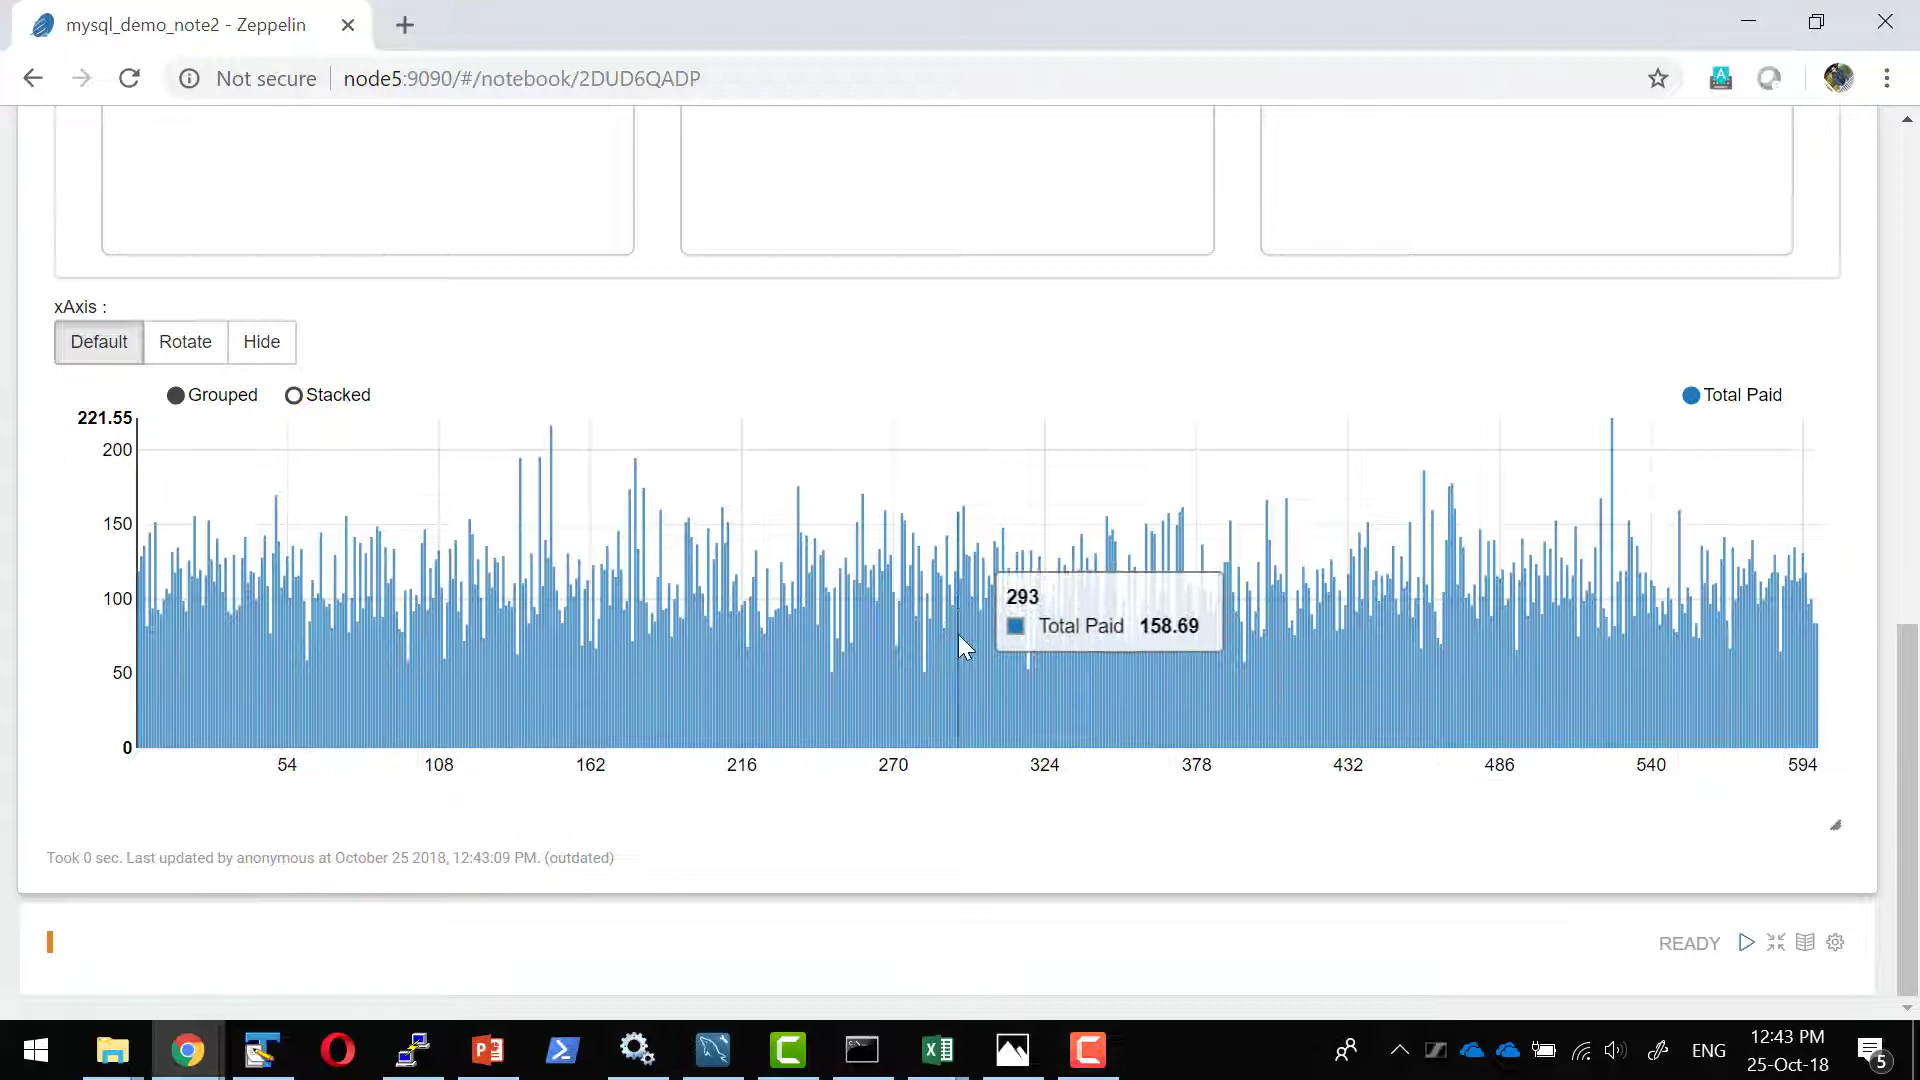 mysql_demo_note2 - Zeppelin
Not secure
node5:9090/#/notebook/2DUD6QADP
xAxis :
Default Rotate Hide
Grouped Stacked
Total Paid
221.55
200
150
100
50
0
293
Total Paid 158.69
54 108 162 216 270 324 378 432 486 540 594
Took 0 sec. Last updated by anonymous at October 25 2018, 12:43:09 PM. (outdated)
READY
ENG
12:43 PM
25-Oct-18
5